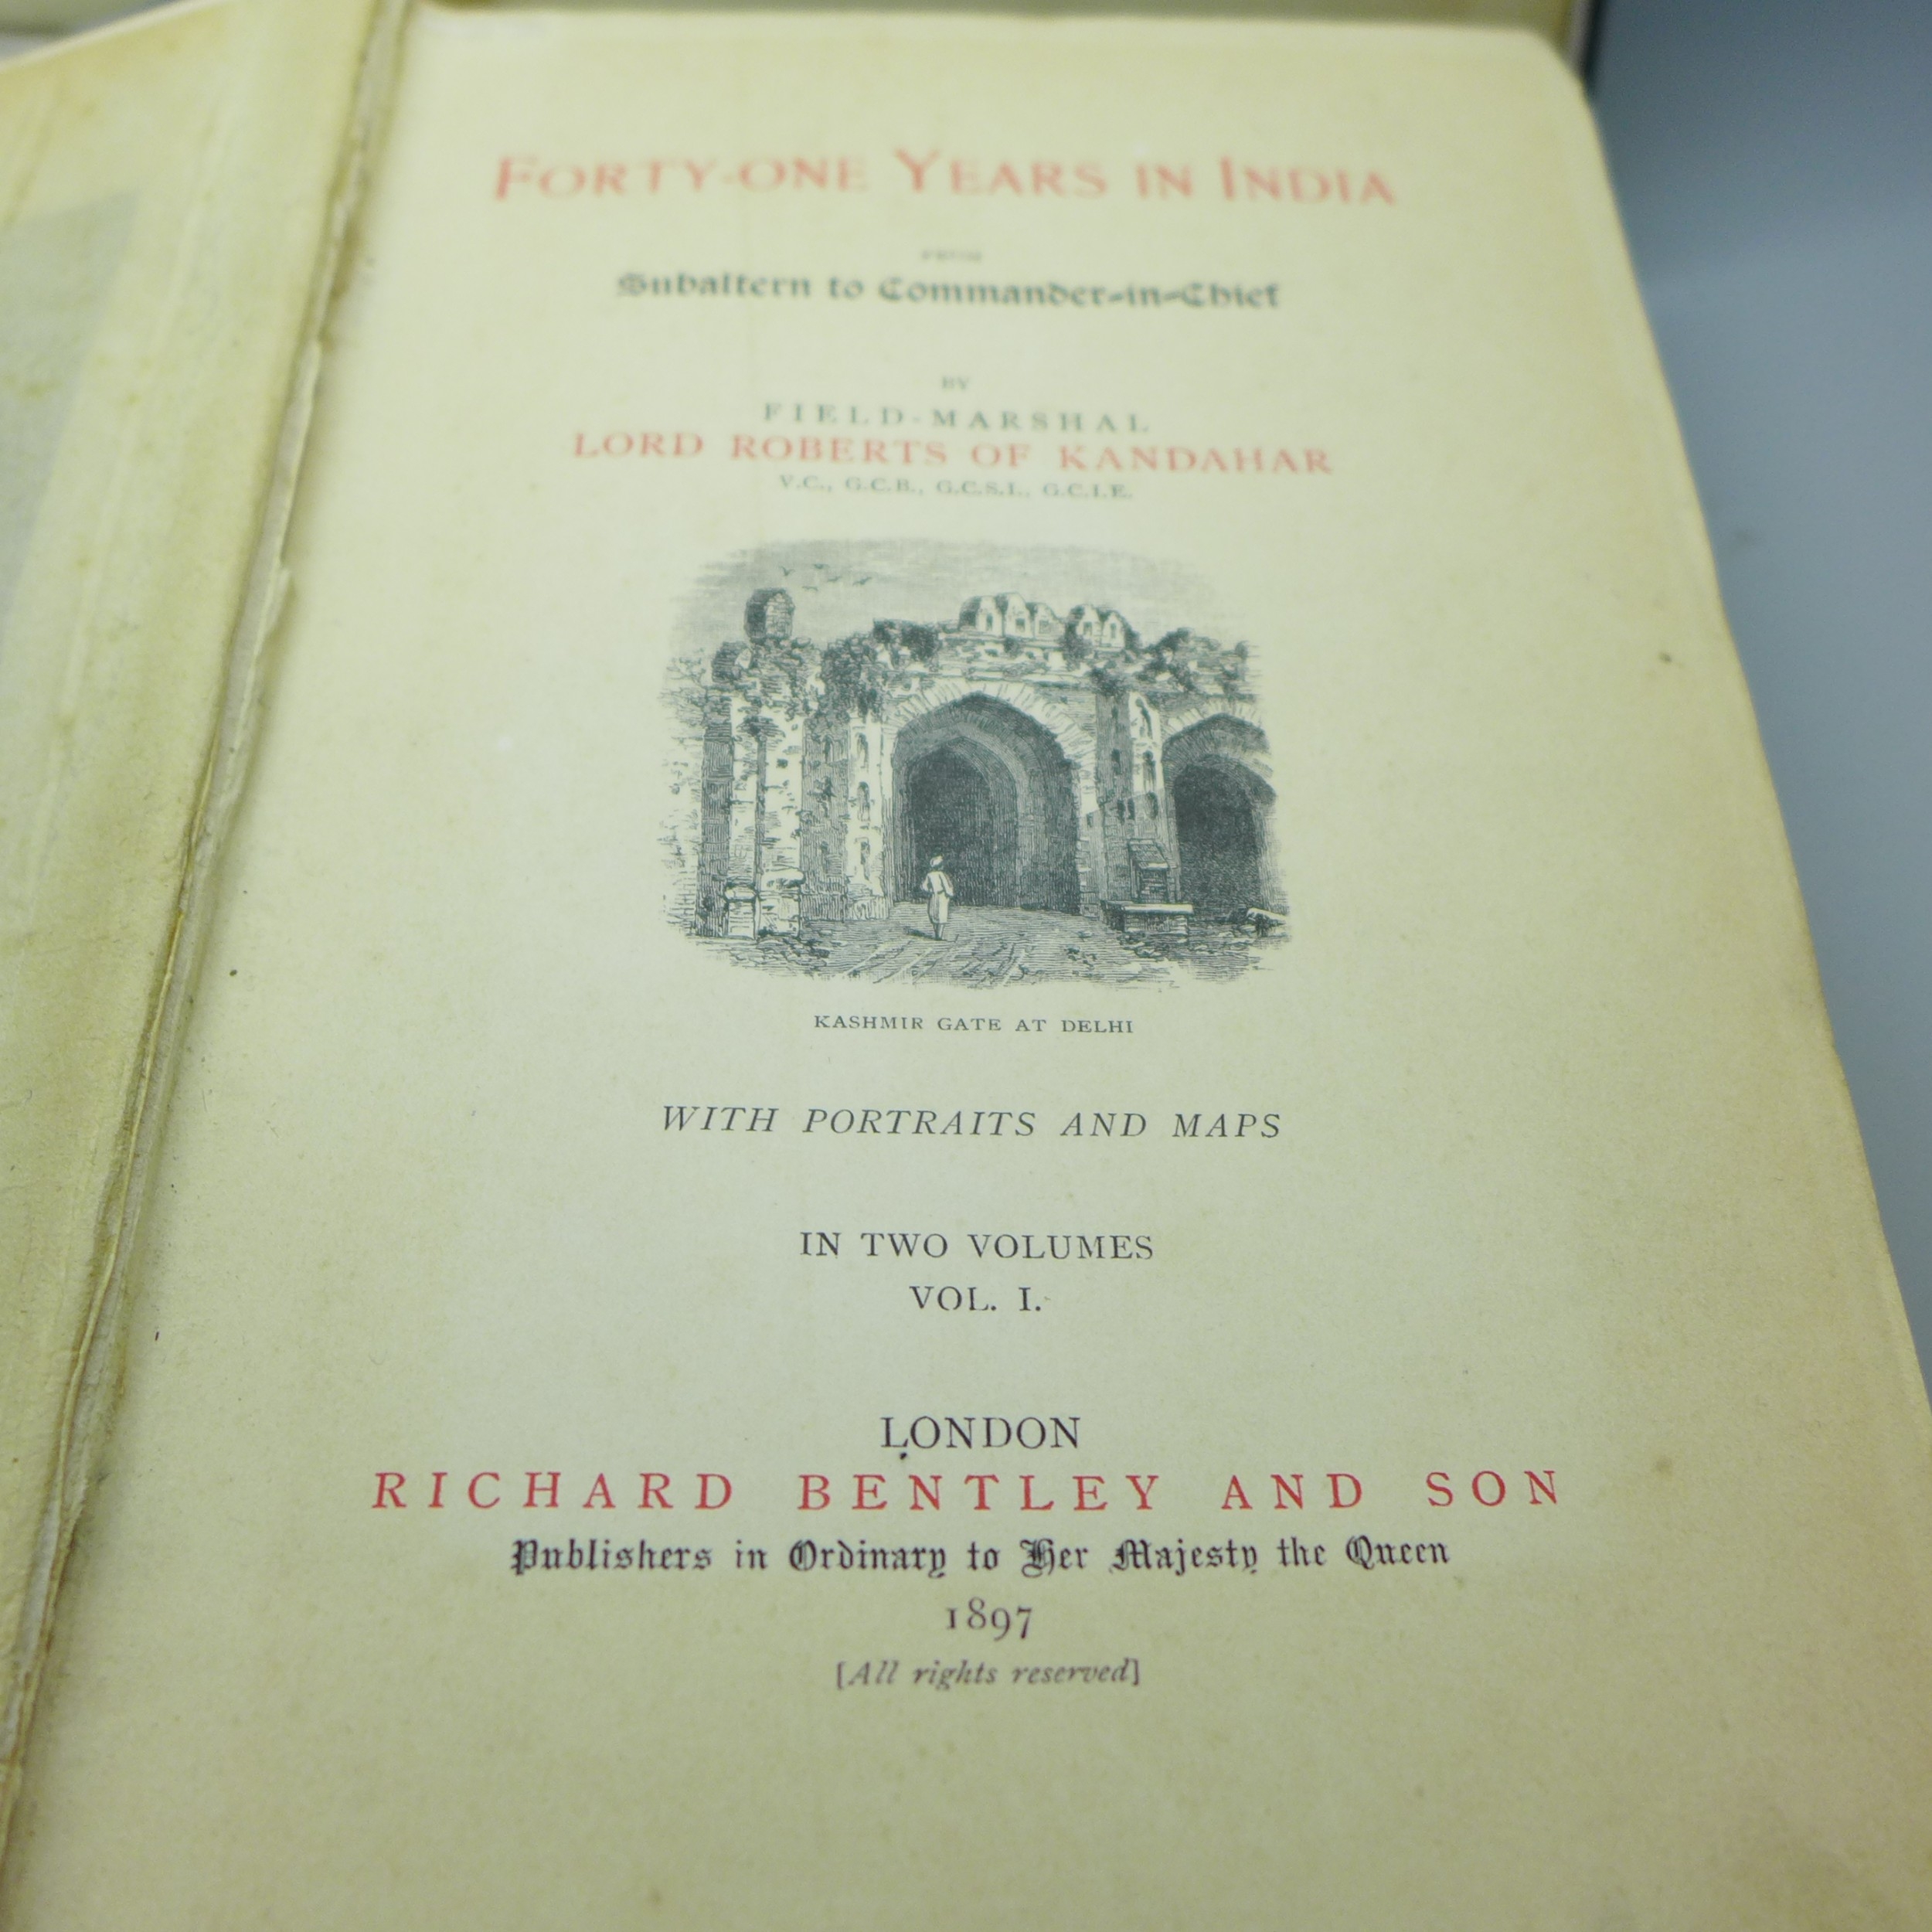 FORTY-ONE YEARS IN INDIA
FROM
Subaltern to Commander-in-Chief
BY
FIELD-MARSHAL
LORD ROBERTS OF KANDAHAR
V.C., G.C.B., G.C.S.I., G.C.I.E.
KASHMIR GATE AT DELHI
WITH PORTRAITS AND MAPS
IN TWO VOLUMES
VOL. I.
LONDON
RICHARD BENTLEY AND SON
Publishers in Ordinary to Her Majesty the Queen
1897
[All rights reserved]